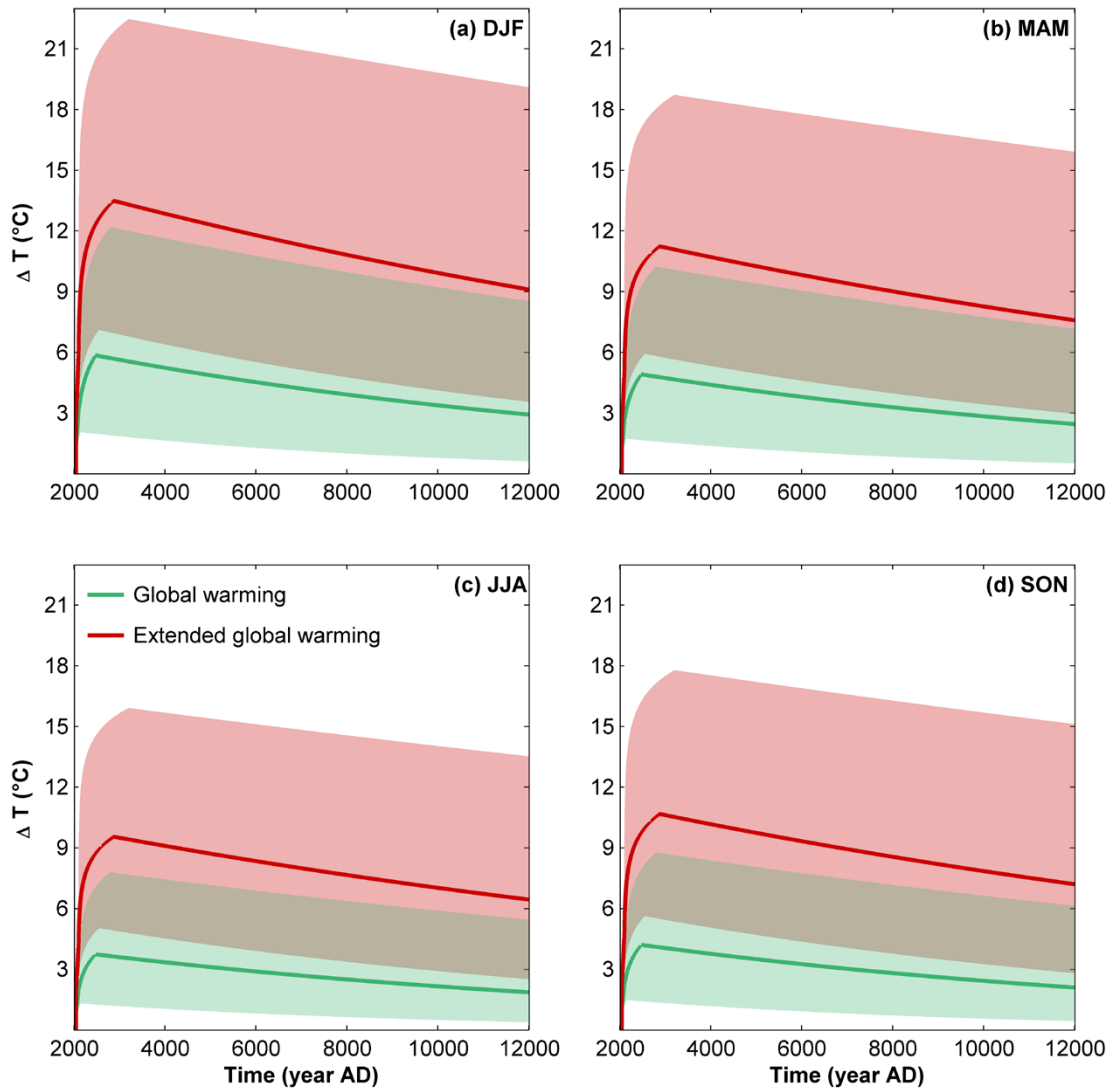 (a) DJF
(b) MAM
Δ T (°C)
21
18
15
12
9
6
3
21
18
15
12
9
6
3
2000 4000 6000 8000 10000 12000
2000 4000 6000 8000 10000 12000
(c) JJA
(d) SON
Global warming
Extended global warming
Δ T (°C)
21
18
15
12
9
6
3
21
18
15
12
9
6
3
2000 4000 6000 8000 10000 12000
2000 4000 6000 8000 10000 12000
Time (year AD)
Time (year AD)